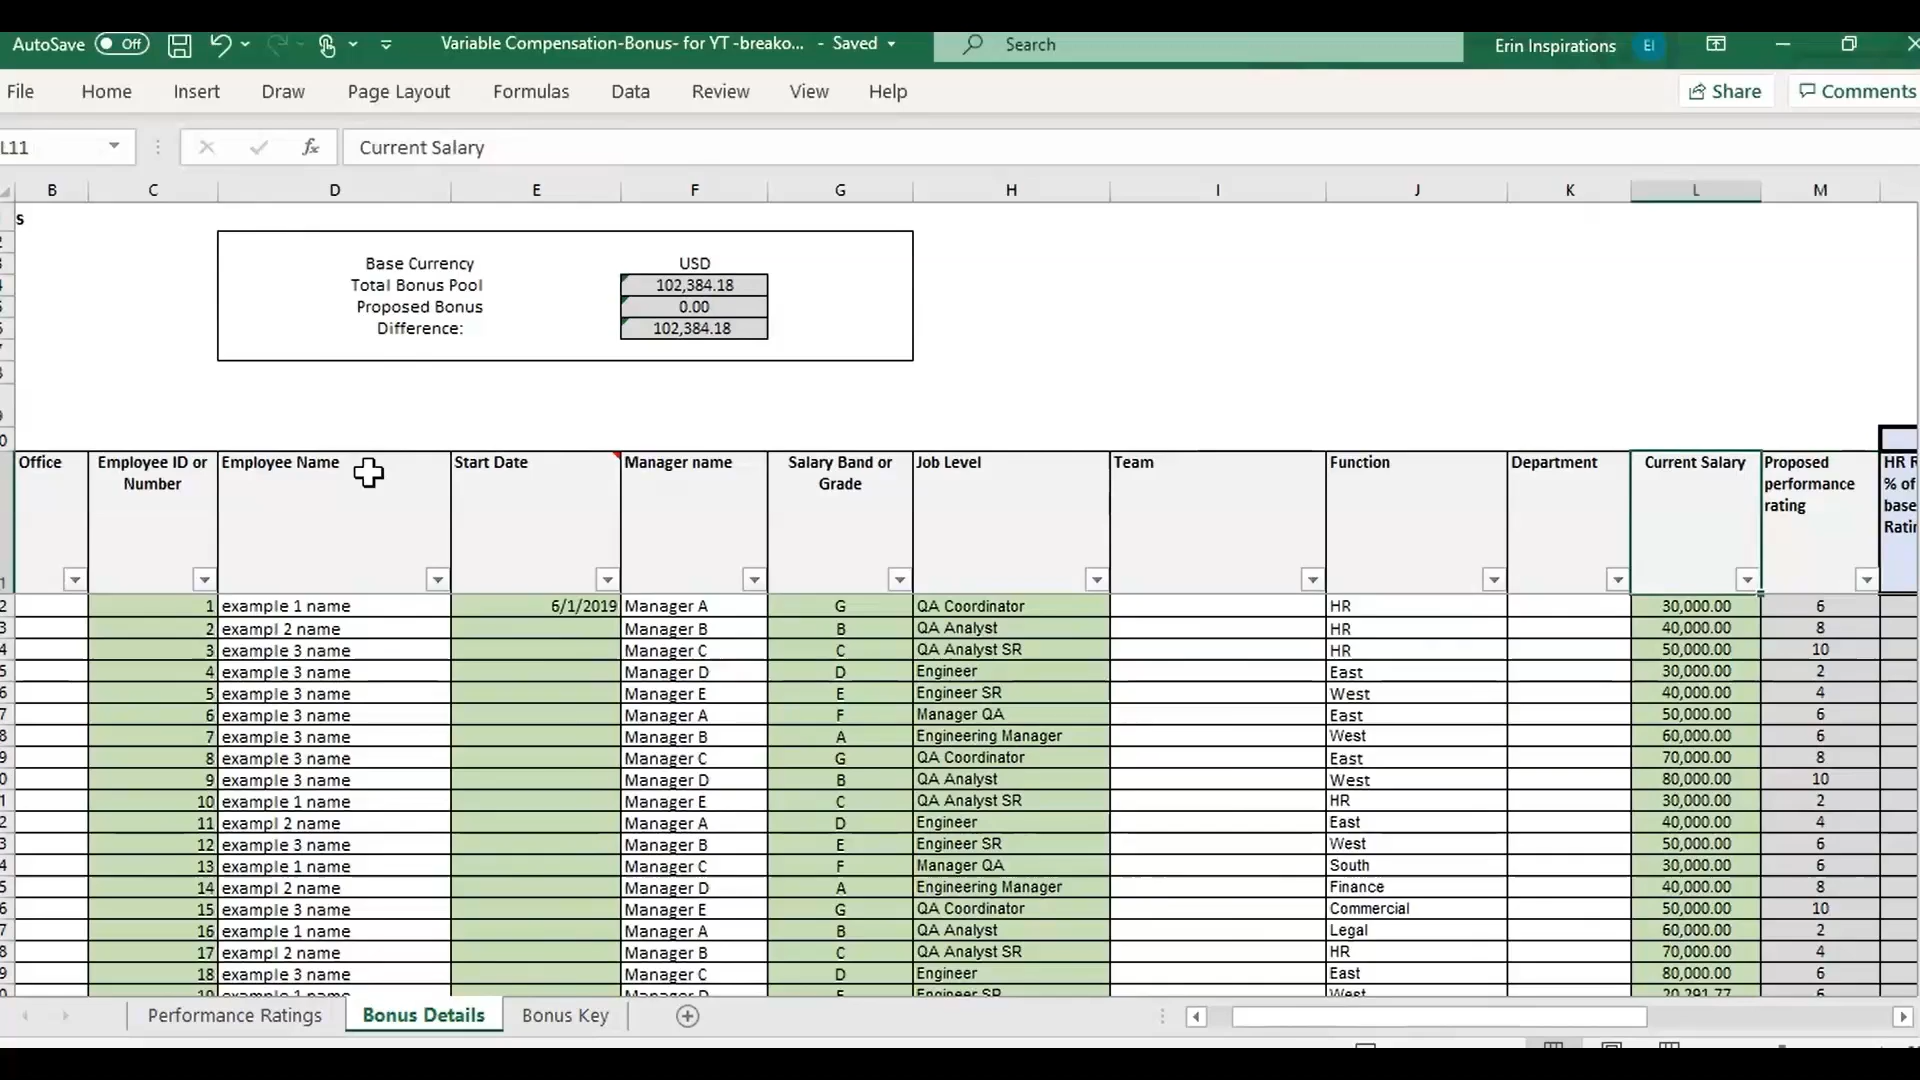 AutoSave Off Variable Compensation-Bonus- for YT -breako... - Saved Search Erin Inspirations EI
File Home Insert Draw Page Layout Formulas Data Review View Help Share Comments
L11 fx Current Salary
B C D E F G H I J K L M
s
Base Currency USD
Total Bonus Pool 102,384.18
Proposed Bonus 0.00
Difference: 102,384.18
Office Employee ID or Number Employee Name Start Date Manager name Salary Band or Grade Job Level Team Function Department Current Salary Proposed performance rating % of base
1 example 1 name 6/1/2019 Manager A G QA Coordinator HR 30,000.00 6
2 exampl 2 name Manager B B QA Analyst HR 40,000.00 8
3 example 3 name Manager C C QA Analyst SR HR 50,000.00 10
4 example 3 name Manager D D Engineer East 30,000.00 2
5 example 3 name Manager E E Engineer SR West 40,000.00 4
6 example 3 name Manager A F Manager QA East 50,000.00 6
7 example 3 name Manager B A Engineering Manager West 60,000.00 6
8 example 3 name Manager C G QA Coordinator East 70,000.00 8
9 example 3 name Manager D B QA Analyst West 80,000.00 10
10 example 1 name Manager E C QA Analyst SR HR 30,000.00 2
11 exampl 2 name Manager A D Engineer East 40,000.00 4
12 example 3 name Manager B E Engineer SR West 50,000.00 6
13 example 1 name Manager C F Manager QA South 30,000.00 6
14 exampl 2 name Manager D A Engineering Manager Finance 40,000.00 8
15 example 3 name Manager E G QA Coordinator Commercial 50,000.00 10
16 example 1 name Manager A B QA Analyst Legal 60,000.00 2
17 exampl 2 name Manager B C QA Analyst SR HR 70,000.00 4
18 example 3 name Manager C D Engineer East 80,000.00 6
19 example 1 name Manager D E Engineer SR West 20,291.77 6
Performance Ratings Bonus Details Bonus Key